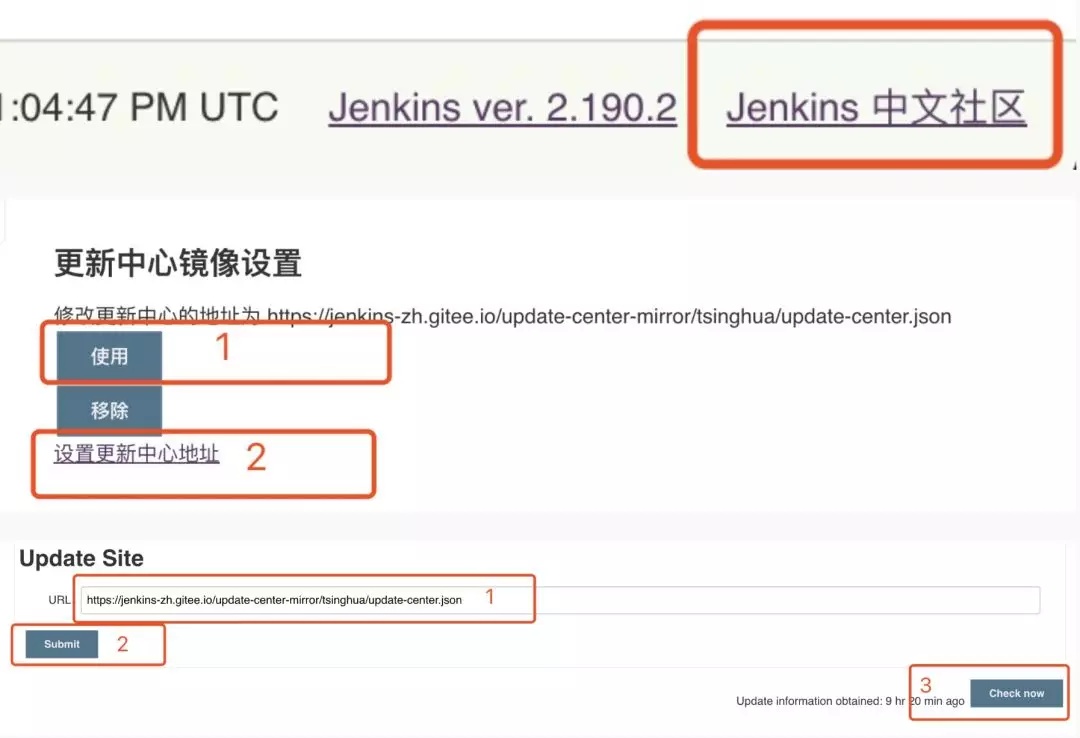 :04:47 PM UTC Jenkins ver. 2.190.2 Jenkins 中文社区
更新中心镜像设置
修改更新中心的地址为 https://jenkins-zh.gitee.io/update-center-mirror/tsinghua/update-center.json
使用 1
移除
设置更新中心地址 2
Update Site
URL https://jenkins-zh.gitee.io/update-center-mirror/tsinghua/update-center.json 1
Submit 2
3
Update information obtained: 9 hr 20 min ago Check now